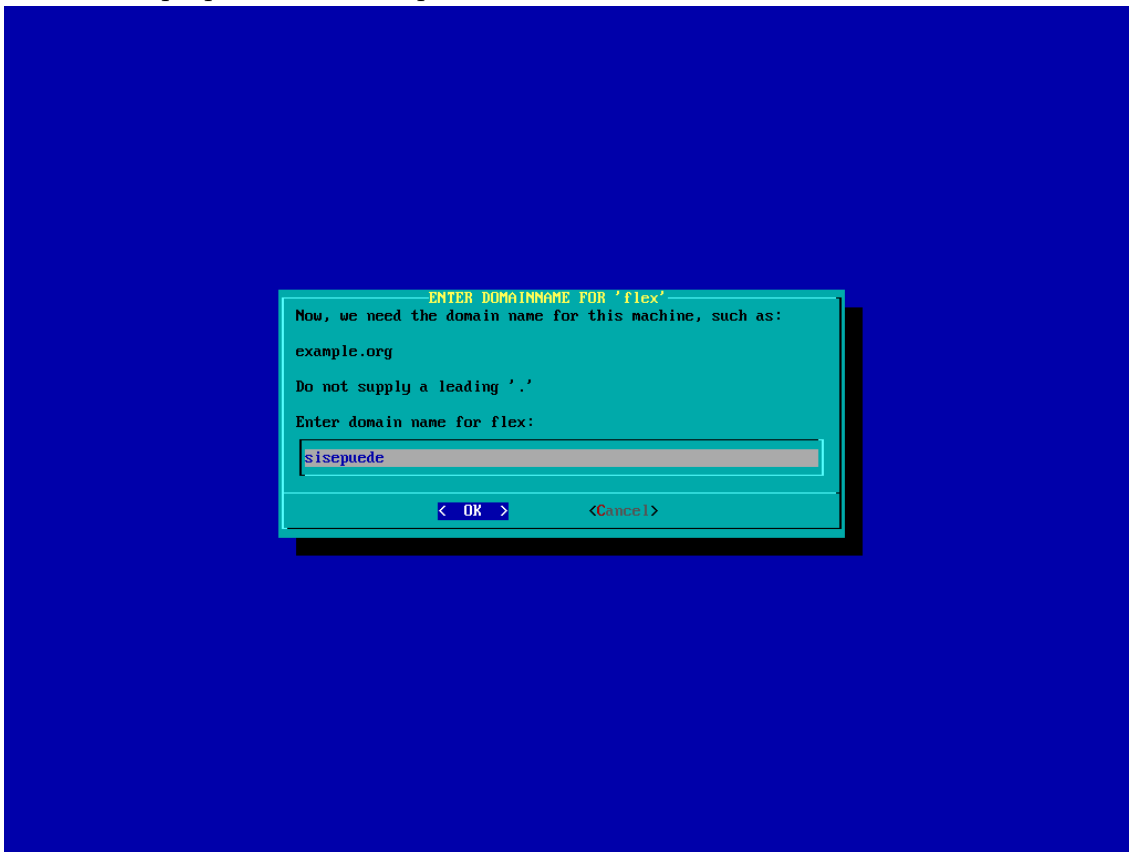 ENTER DOMAINNAME FOR 'flex'
Now, we need the domain name for this machine, such as:
example.org
Do not supply a leading '.'
Enter domain name for flex:
sisepuede
< OK > <Cancel>